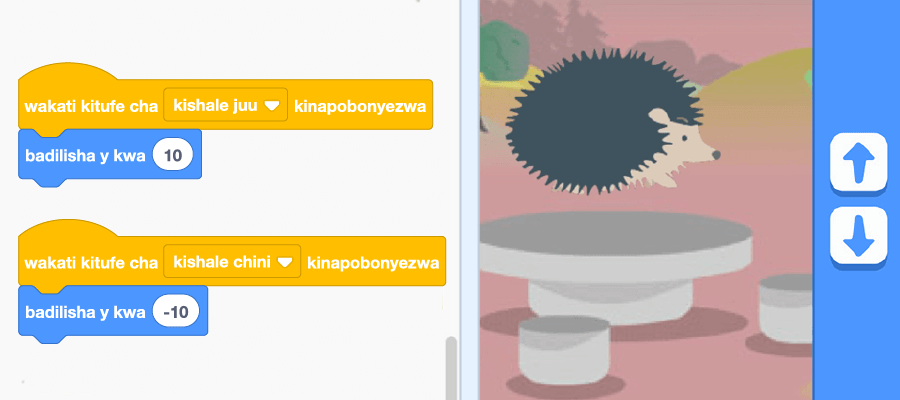 wakati kitufe cha kishale juu kinapobonyezwa
badilisha y kwa 10
wakati kitufe cha kishale chini kinapobonyezwa
badilisha y kwa -10